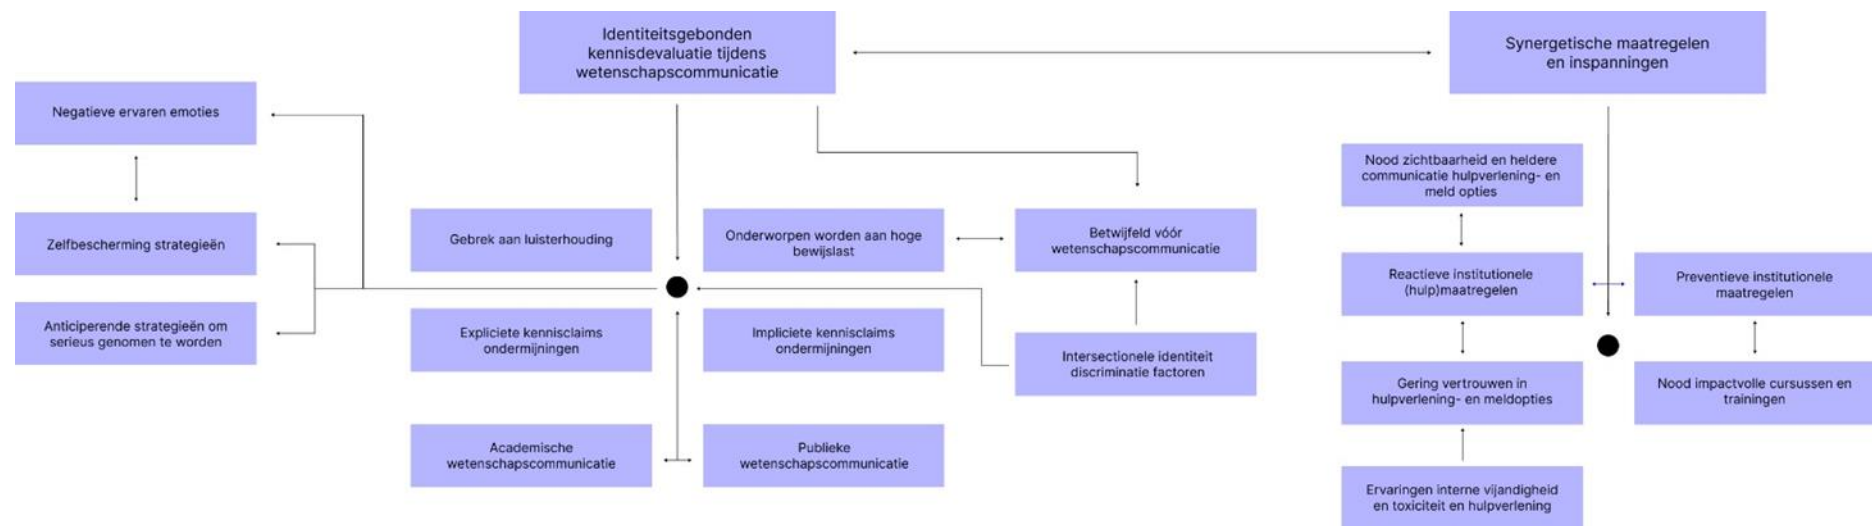 Identiteitsgebonden
kennisdevaluatie tijdens
wetenschapscommunicatie
Synergetische maatregelen
en inspanningen
Negatieve ervaren emoties
Zelfbescherming strategieën
Anticiperende strategieën om
serieus genomen te worden
Gebrek aan luisterhouding
Onderworpen worden aan hoge
bewijslast
Betwijfeld vóór
wetenschapscommunicatie
Expliciete kennisclaims
ondermijningen
Impliciete kennisclaims
ondermijningen
Intersectionele identiteit
discriminatie factoren
Academische
wetenschapscommunicatie
Publieke
wetenschapscommunicatie
Nood zichtbaarheid en heldere
communicatie hulpverlening- en
meld opties
Reactieve institutionele
(hulp)maatregelen
Preventieve institutionele
maatregelen
Gering vertrouwen in
hulpverlening- en meldopties
Nood impactvolle cursussen en
trainingen
Ervaringen interne vijandigheid
en toxiciteit en hulpverlening